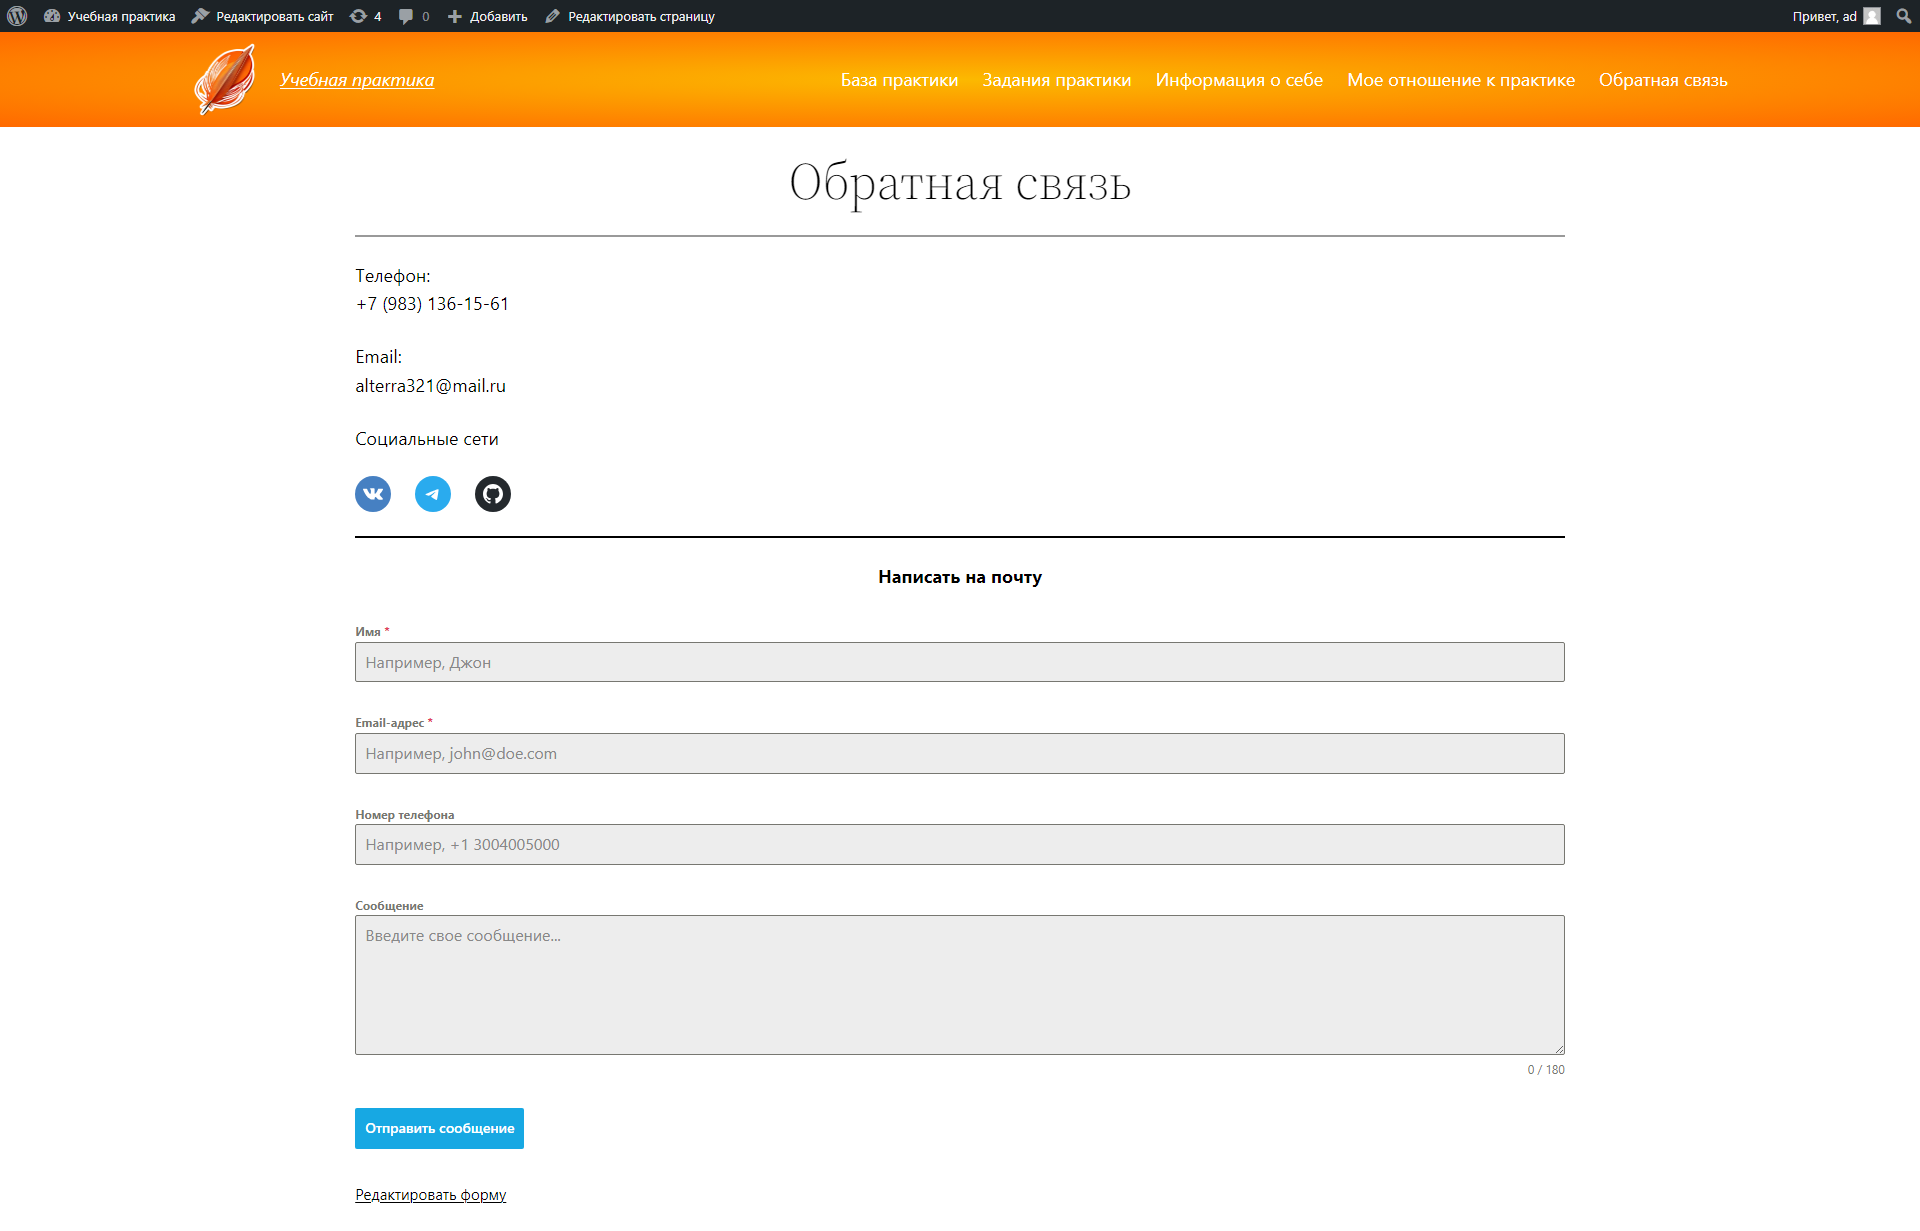 Учебная практика Редактировать сайт 4 0 Добавить Редактировать страницу Привет, ad
Учебная практика База практики Задания практики Информация о себе Мое отношение к практике Обратная связь
Обратная связь
Телефон:
+7 (983) 136-15-61
Email:
alterra321@mail.ru
Социальные сети
Написать на почту
Имя *
Например, Джон
Email-адрес *
Например, john@doe.com
Номер телефона
Например, +1 3004005000
Сообщение
Введите свое сообщение...
0 / 180
Отправить сообщение
Редактировать форму